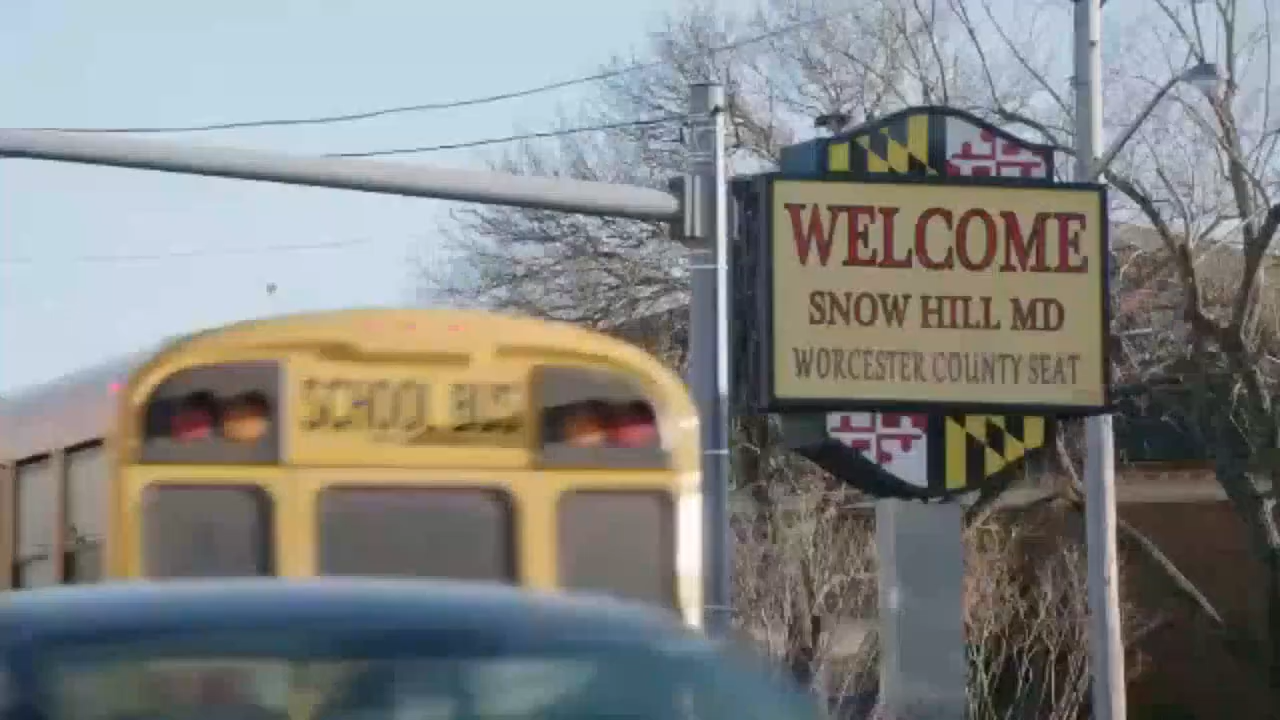 WELCOME
SNOW HILL MD
WORCESTER COUNTY SEAT
SCHOOL BUS